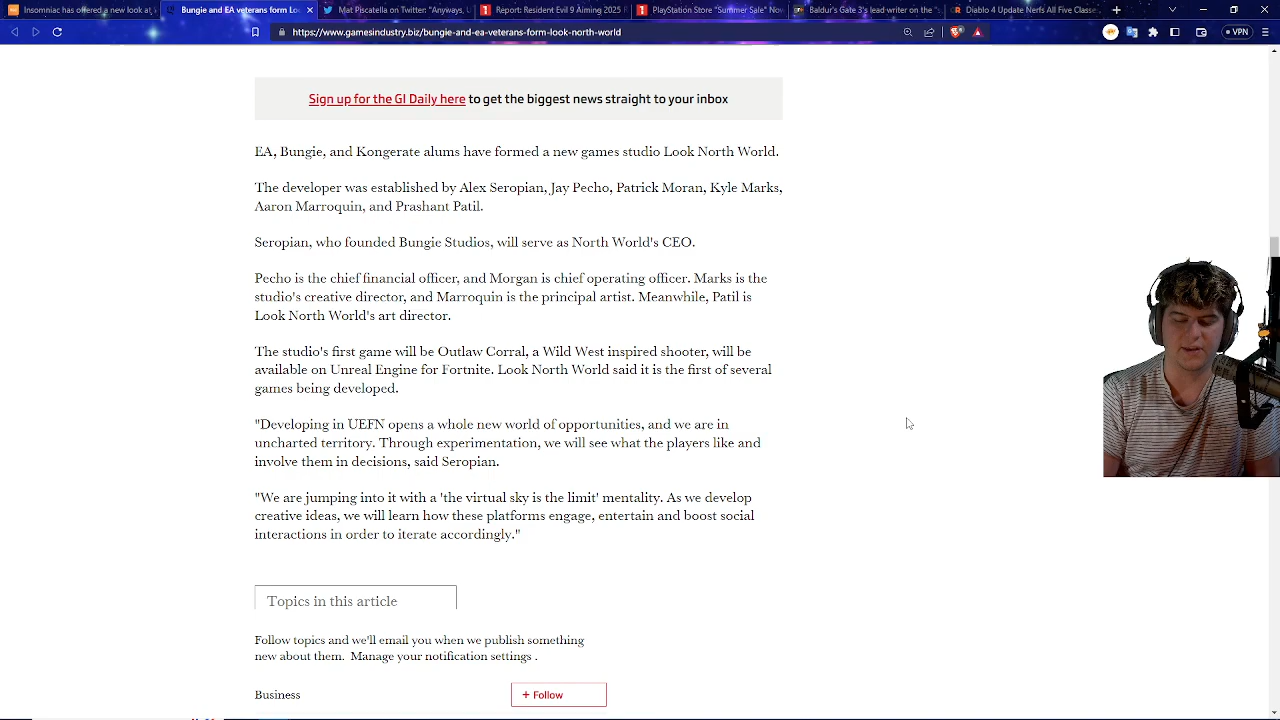 Insomniac has offered a new look at
Bungie and EA veterans form Lo
Mat Piscatella on Twitter: "Anyways,
Report: Resident Evil 9 Aiming 2025
PlayStation Store "Summer Sale" No
Baldur's Gate 3's lead-writer on the "
Diablo 4 Update Nerfs All Five Classe
https://www.gamesindustry.biz/bungie-and-ea-veterans-form-look-north-world
VPN
Sign up for the GI Daily here to get the biggest news straight to your inbox
EA, Bungie, and Kongerate alums have formed a new games studio Look North World.
The developer was established by Alex Seropian, Jay Pecho, Patrick Moran, Kyle Marks,
Aaron Marroquin, and Prashant Patil.
Seropian, who founded Bungie Studios, will serve as North World's CEO.
Pecho is the chief financial officer, and Morgan is chief operating officer. Marks is the
studio's creative director, and Marroquin is the principal artist. Meanwhile, Patil is
Look North World's art director.
The studio's first game will be Outlaw Corral, a Wild West inspired shooter, will be
available on Unreal Engine for Fortnite. Look North World said it is the first of several
games being developed.
"Developing in UEFN opens a whole new world of opportunities, and we are in
uncharted territory. Through experimentation, we will see what the players like and
involve them in decisions, said Seropian.
"We are jumping into it with a 'the virtual sky is the limit' mentality. As we develop
creative ideas, we will learn how these platforms engage, entertain and boost social
interactions in order to iterate accordingly."
Topics in this article
Follow topics and we'll email you when we publish something
new about them. Manage your notification settings .
Business
+ Follow